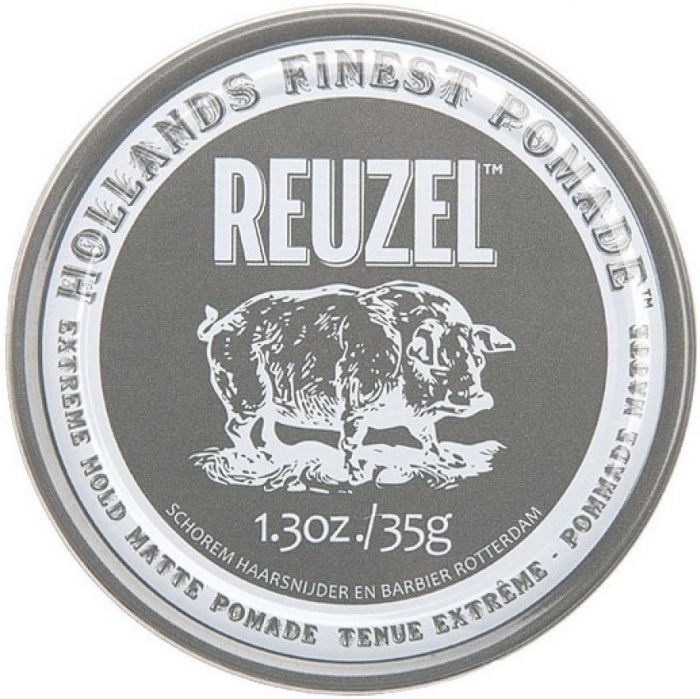 HOLLANDS FINEST POMADE™
REUZEL™
1.3oz./35g
SCHOREM HAARSNIJDER EN BARBIER ROTTERDAM
EXTREME HOLD MATTE POMADE TENUE EXTRÊME - POMMADE MATTE